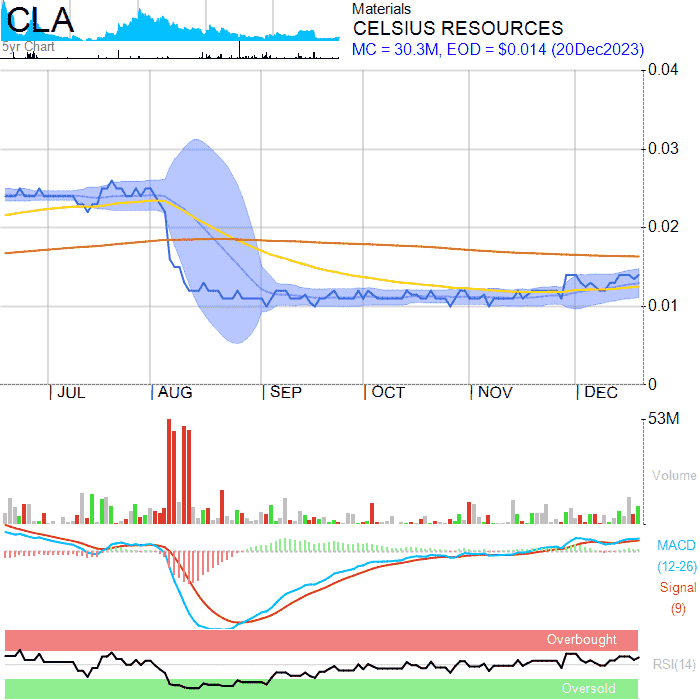 CLA
5yr Chart
Materials
CELSIUS RESOURCES
MC = 30.3M, EOD = $0.014 (20Dec2023)
0.04
0.03
0.02
0.01
0
JUL AUG SEP OCT NOV DEC
53M
Volume
MACD
(12-26)
Signal
(9)
Overbought
RSI(14)
Oversold